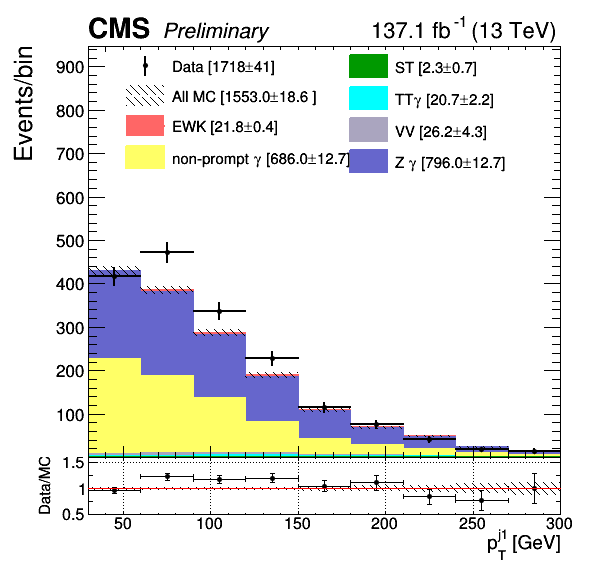 CMS Preliminary 137.1 fb⁻¹ (13 TeV)
Events/bin
900
800
700
600
500
400
300
200
100
Data [1718±41]
All MC [1553.0±18.6 ]
EWK [21.8±0.4]
non-prompt γ [686.0±12.7]
ST [2.3±0.7]
TTγ [20.7±2.2]
VV [26.2±4.3]
Z γ [796.0±12.7]
Data/MC
1.5
1
0.5
50 100 150 200 250 300
p_T^j1 [GeV]